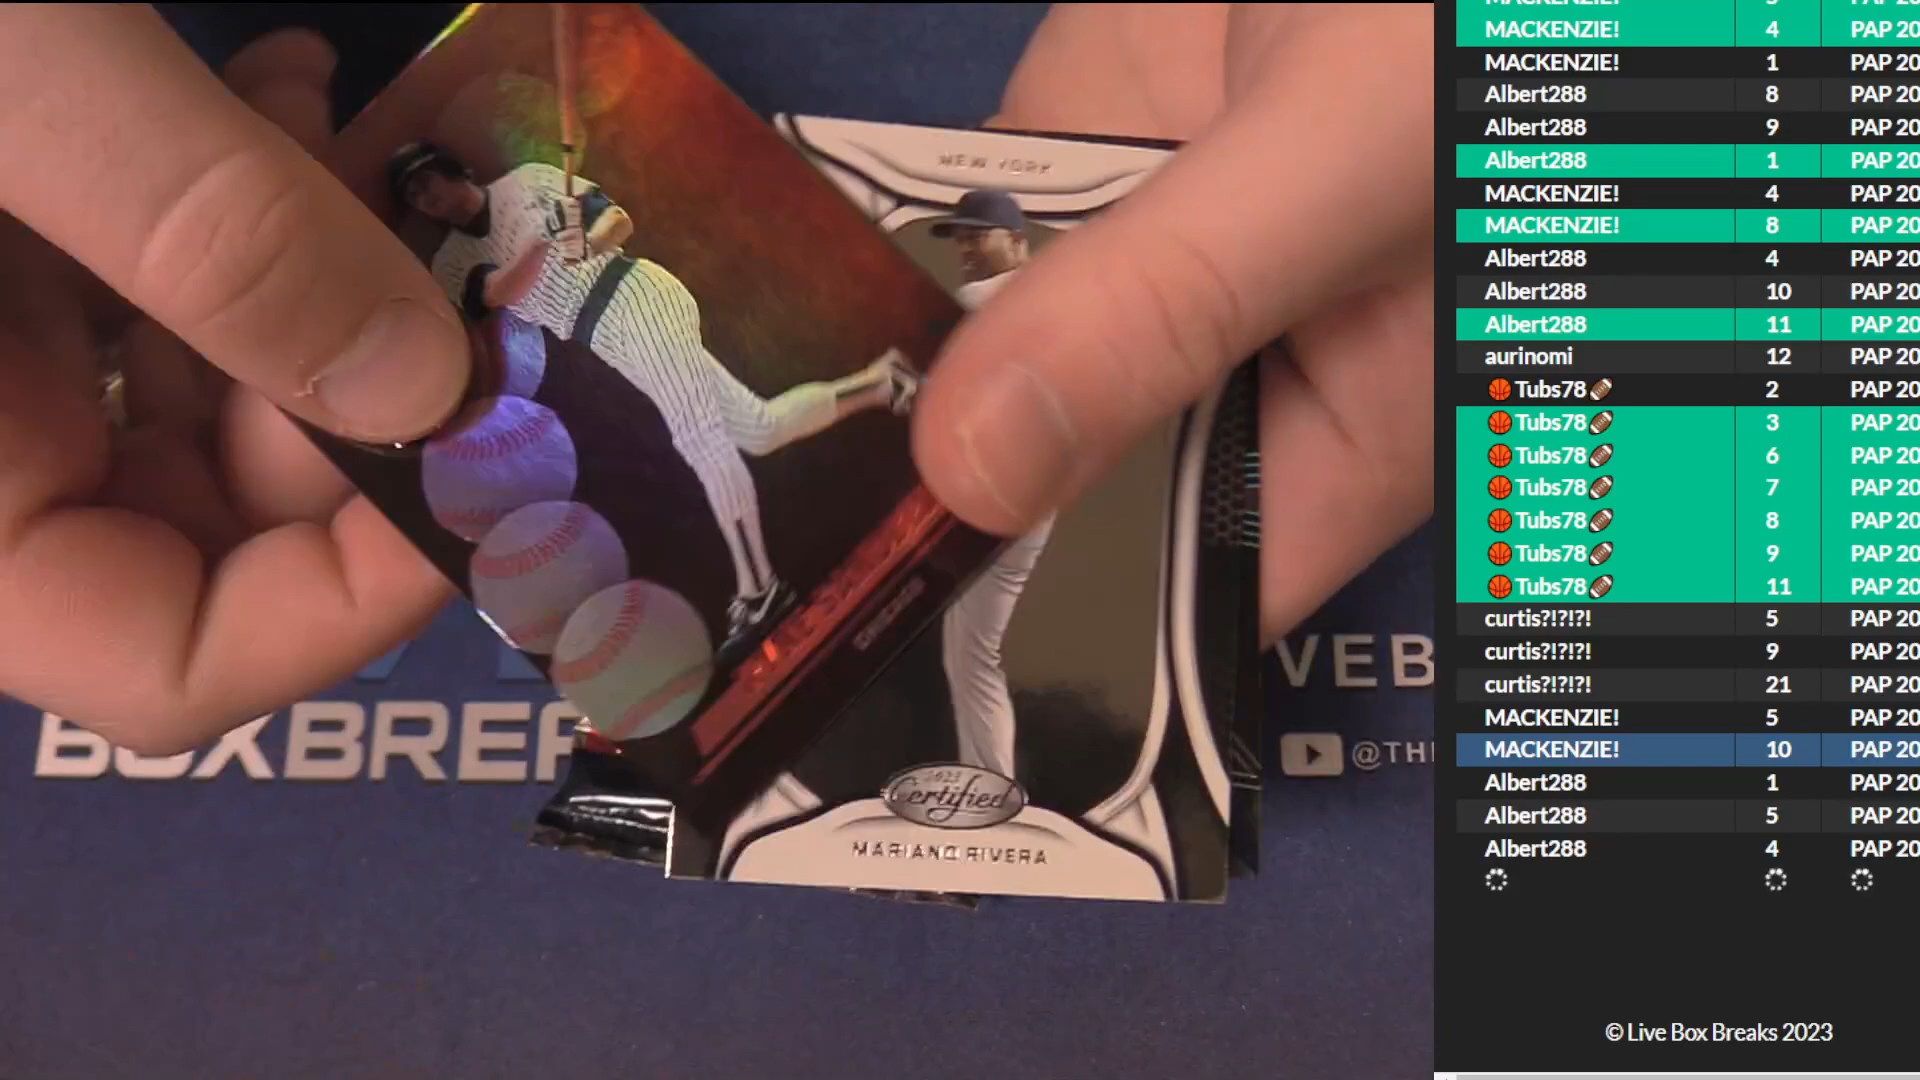 MACKENZIE! 4 PAP 20
MACKENZIE! 1 PAP 20
Albert288 8 PAP 20
Albert288 9 PAP 20
Albert288 1 PAP 20
MACKENZIE! 4 PAP 20
MACKENZIE! 8 PAP 20
Albert288 4 PAP 20
Albert288 10 PAP 20
Albert288 11 PAP 20
aurinomi 12 PAP 20
🏀 Tubs78🏈 2 PAP 20
🏀 Tubs78🏈 3 PAP 20
🏀 Tubs78🏈 6 PAP 20
🏀 Tubs78🏈 7 PAP 20
🏀 Tubs78🏈 8 PAP 20
🏀 Tubs78🏈 9 PAP 20
🏀 Tubs78🏈 11 PAP 20
curtis?!?!?! 5 PAP 20
curtis?!?!?! 9 PAP 20
curtis?!?!?! 21 PAP 20
MACKENZIE! 5 PAP 20
MACKENZIE! 10 PAP 20
Albert288 1 PAP 20
Albert288 5 PAP 20
Albert288 4 PAP 20
© Live Box Breaks 2023
NEW YORK
CHICAGO
2023
Certified
MARIANO RIVERA
BOXBREA
VEB
@TH